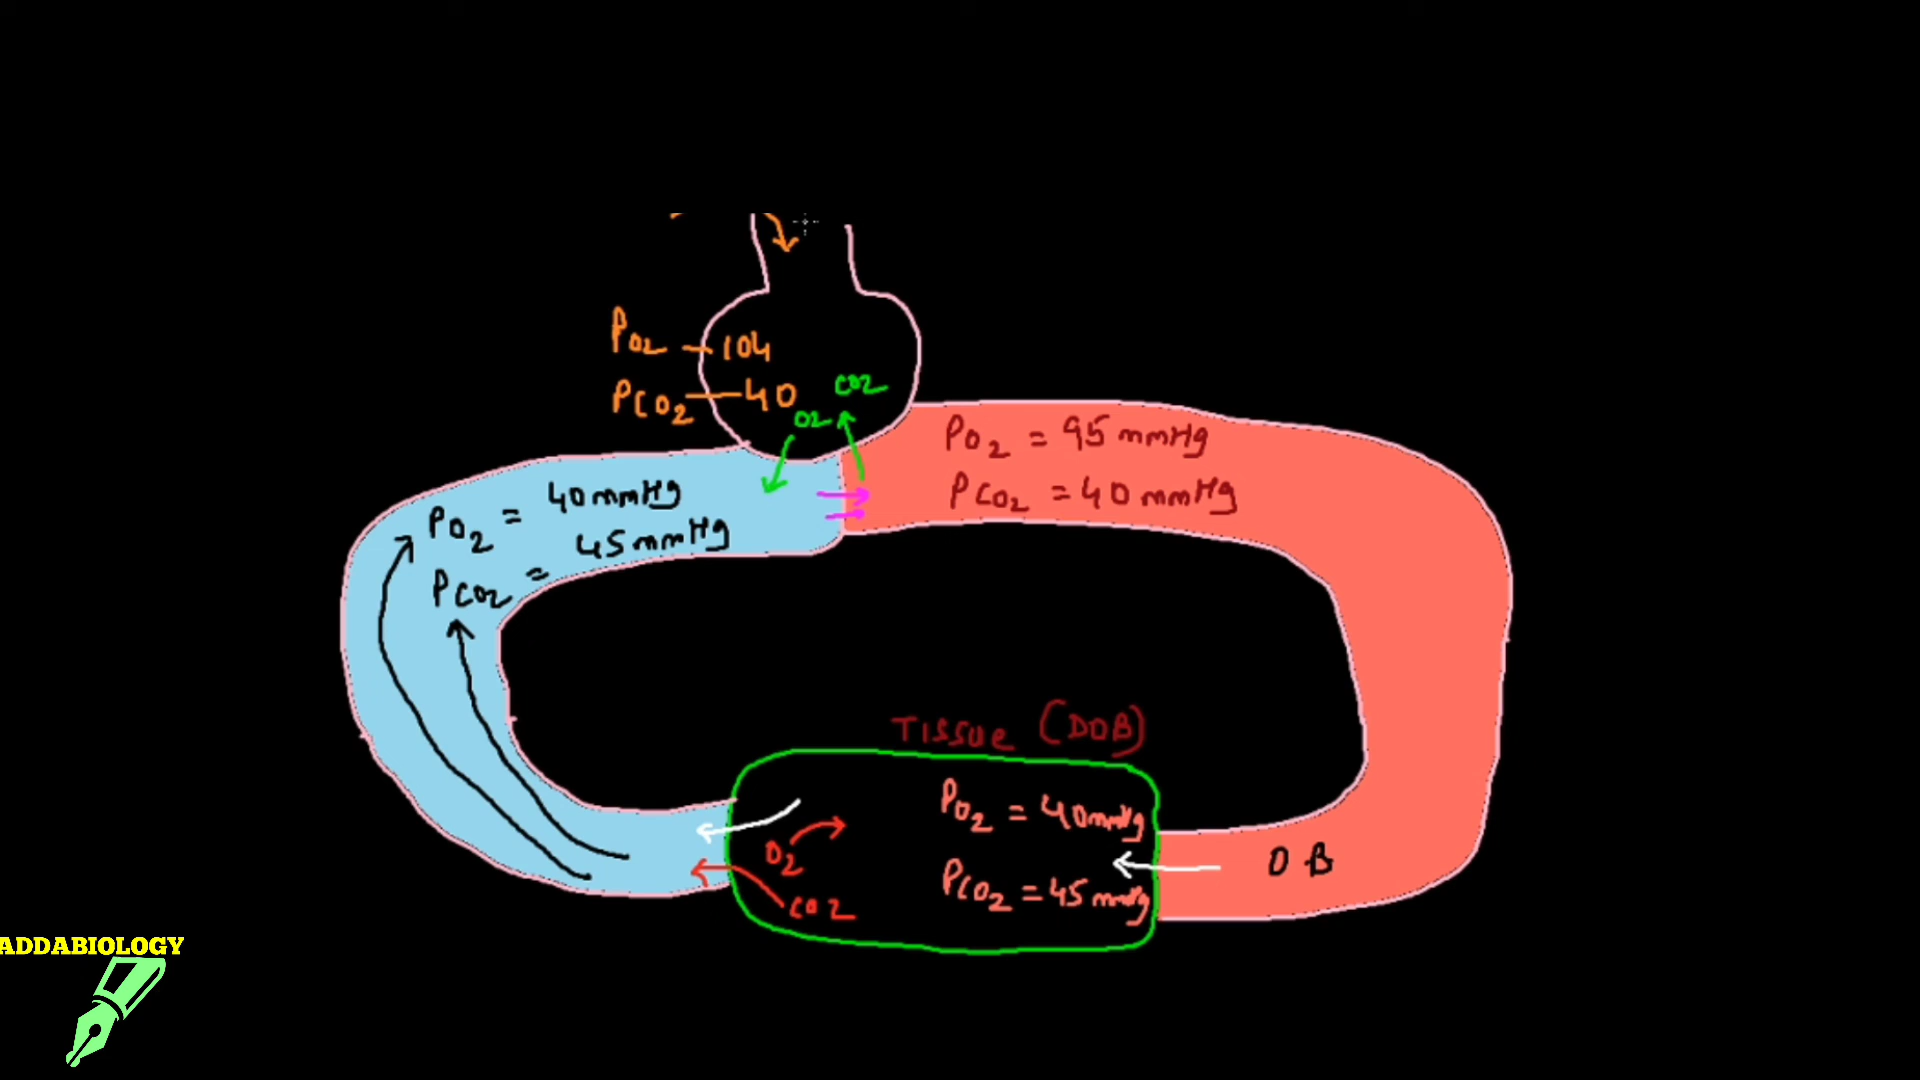 PO2 - 104
PCO2 - 40
CO2
O2
PO2 = 95 mmHg
PCO2 = 40 mmHg
PO2 = 40 mmHg
PCO2 = 45 mmHg
Tissue (DOB)
PO2 = 40 mmHg
O2
PCO2 = 45 mmHg
CO2
OB
ADDABIOLOGY